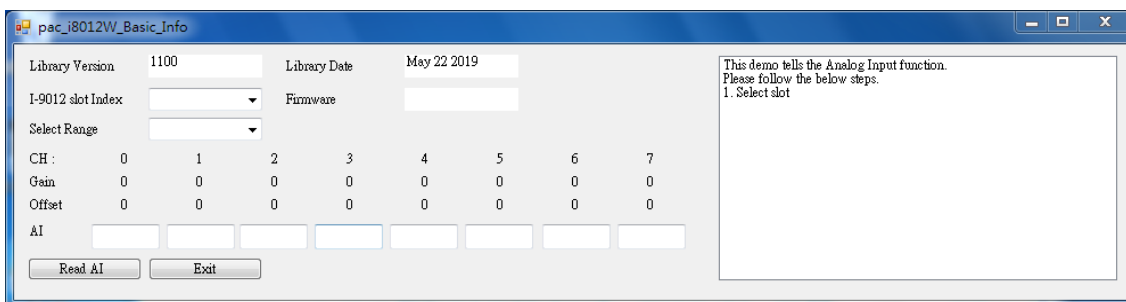 pac_i8012W_Basic_Info
Library Version 1100 Library Date May 22 2019
I-9012 slot Index Firmware
Select Range
CH : 0 1 2 3 4 5 6 7
Gain 0 0 0 0 0 0 0 0
Offset 0 0 0 0 0 0 0 0
AI
Read AI Exit
This demo tells the Analog Input function.
Please follow the below steps.
1. Select slot